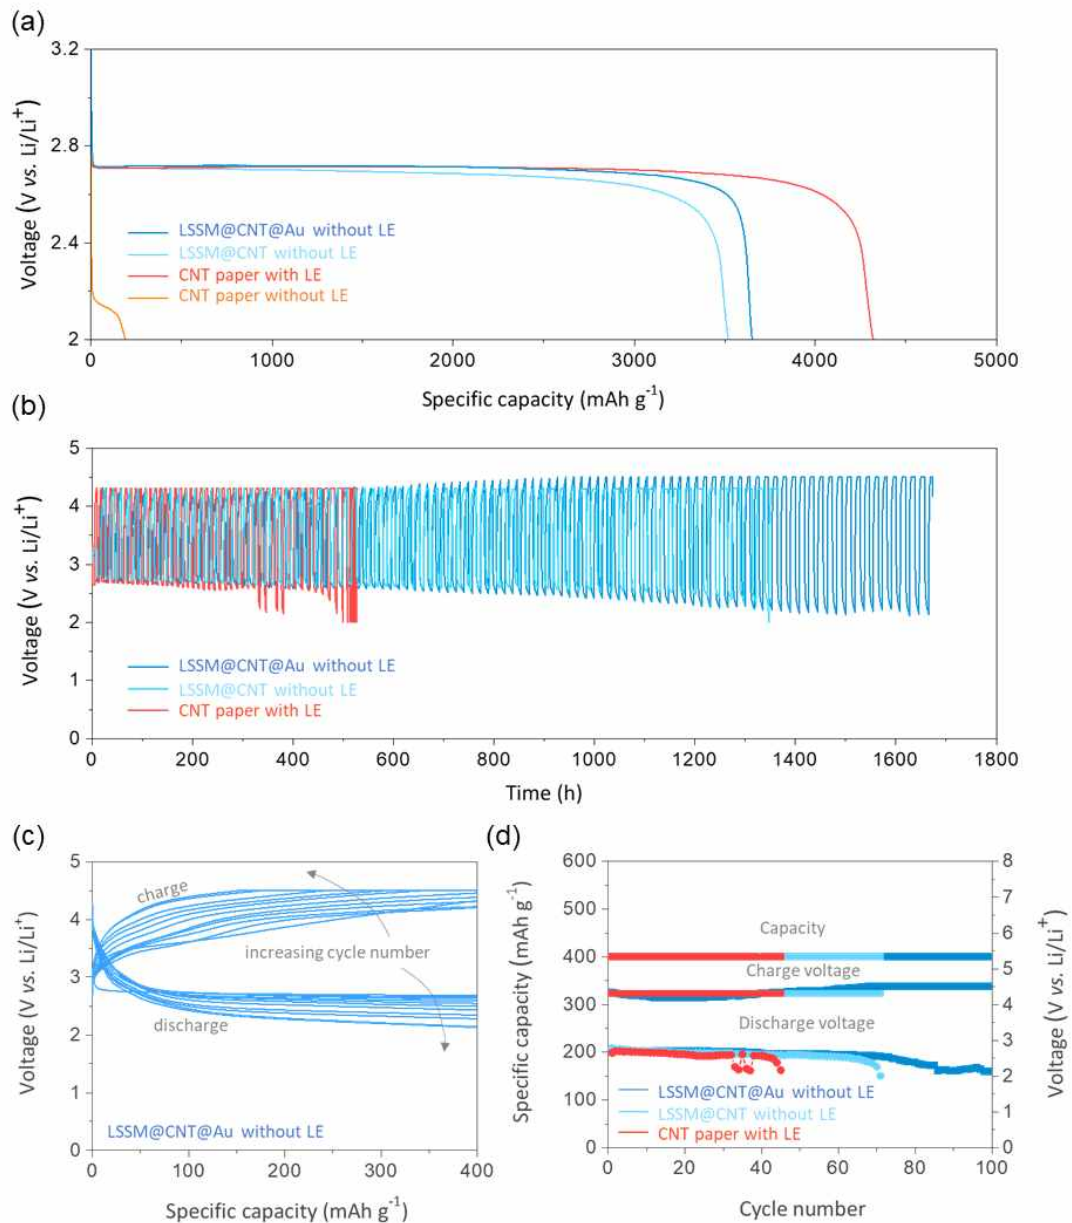 (a)
3.2
2.8
2.4
2
Voltage (V vs. Li/Li⁺)
LSSM@CNT@Au without LE
LSSM@CNT without LE
CNT paper with LE
CNT paper without LE
0 1000 2000 3000 4000 5000
Specific capacity (mAh g⁻¹)
(b)
5
4
3
2
1
0
Voltage (V vs. Li/Li⁺)
LSSM@CNT@Au without LE
LSSM@CNT without LE
CNT paper with LE
0 200 400 600 800 1000 1200 1400 1600 1800
Time (h)
(c)
5
4
3
2
1
0
Voltage (V vs. Li/Li⁺)
charge
increasing cycle number
discharge
LSSM@CNT@Au without LE
0 100 200 300 400
Specific capacity (mAh g⁻¹)
(d)
600
500
400
300
200
100
0
Specific capacity (mAh g⁻¹)
Capacity
Charge voltage
Discharge voltage
LSSM@CNT@Au without LE
LSSM@CNT without LE
CNT paper with LE
8
7
6
5
4
3
2
1
0
Voltage (V vs. Li/Li⁺)
0 20 40 60 80 100
Cycle number